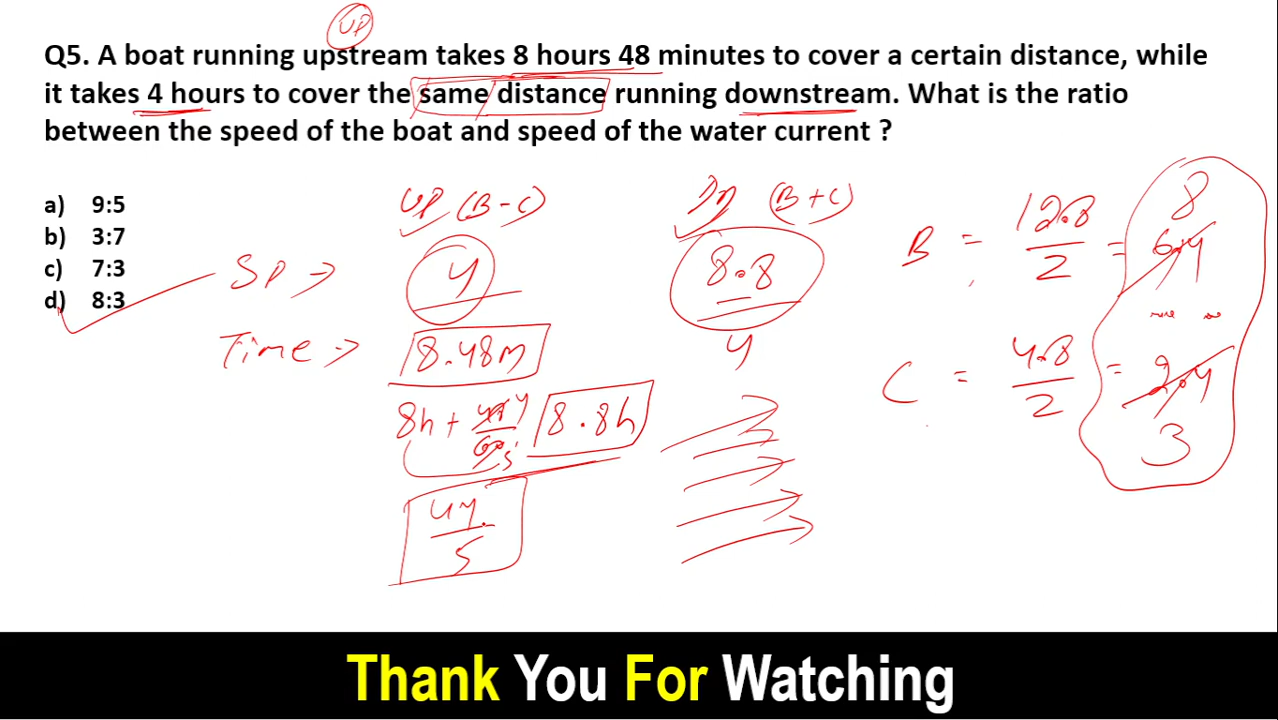 UP
Q5. A boat running upstream takes 8 hours 48 minutes to cover a certain distance, while
it takes 4 hours to cover the same distance running downstream. What is the ratio
between the speed of the boat and speed of the water current ?
a) 9:5
b) 3:7
c) 7:3
d) 8:3
UP (B-C)
Dn (B+C)
SP →
4
8.8
Time →
8.48m
4
8h + 48/60 4/5
8.8h
44/5
B = 12.8/2 = 6.4 8
C = 4.8/2 = 2.4 3
Thank You For Watching